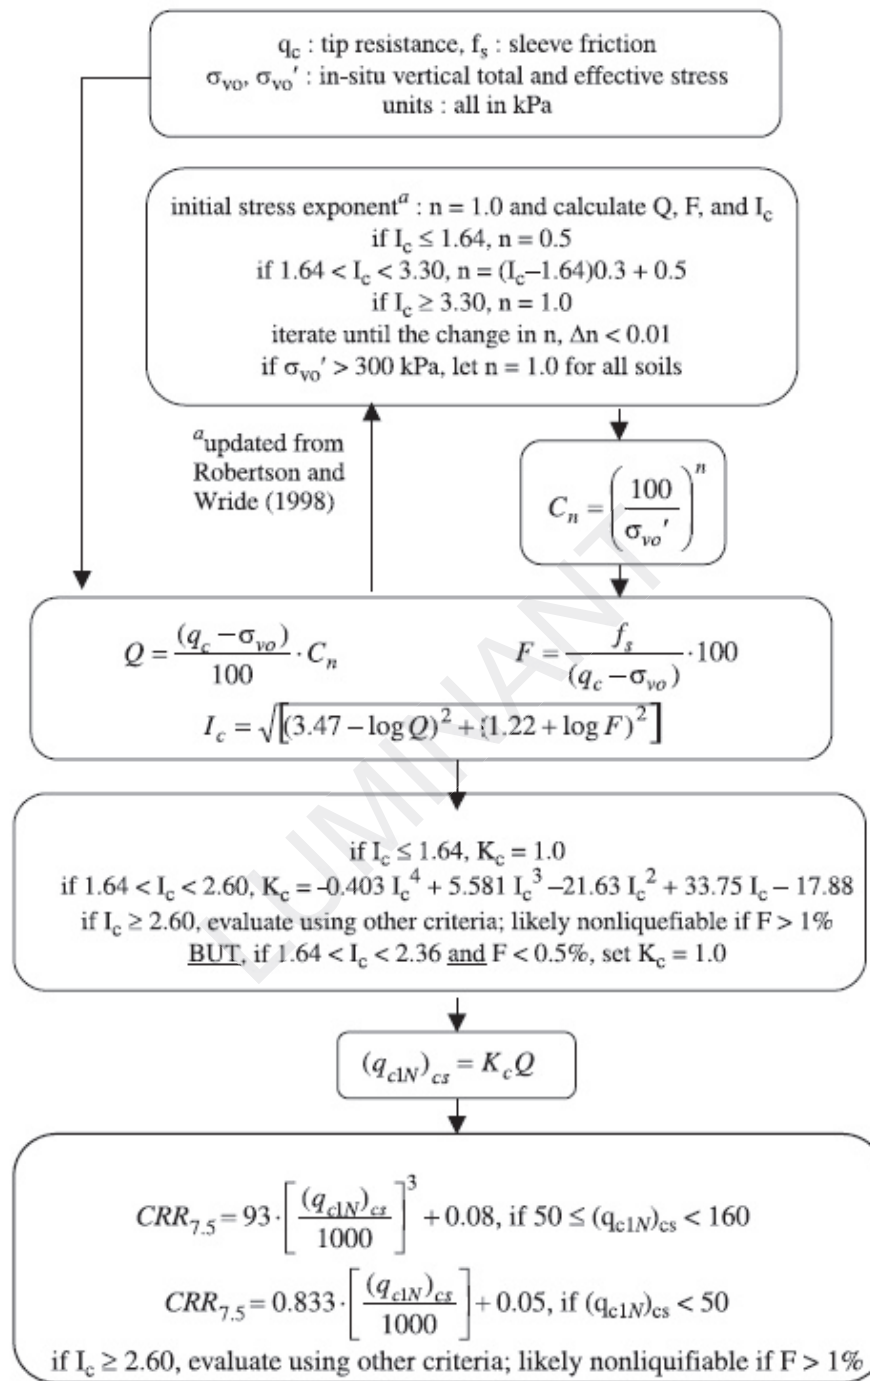 q_c : tip resistance, f_s : sleeve friction
σ_vo, σ_vo' : in-situ vertical total and effective stress
units : all in kPa
initial stress exponent^a : n = 1.0 and calculate Q, F, and I_c
if I_c ≤ 1.64, n = 0.5
if 1.64 < I_c < 3.30, n = (I_c−1.64)0.3 + 0.5
if I_c ≥ 3.30, n = 1.0
iterate until the change in n, Δn < 0.01
if σ_vo' > 300 kPa, let n = 1.0 for all soils
^a updated from
Robertson and
Wride (1998)
C_n = (100 / σ_vo')^n
Q = (q_c − σ_vo) / 100 · C_n
F = f_s / (q_c − σ_vo) · 100
I_c = √[(3.47 − log Q)^2 + (1.22 + log F)^2]
if I_c ≤ 1.64, K_c = 1.0
if 1.64 < I_c < 2.60, K_c = –0.403 I_c^4 + 5.581 I_c^3 –21.63 I_c^2 + 33.75 I_c – 17.88
if I_c ≥ 2.60, evaluate using other criteria; likely nonliquefiable if F > 1%
BUT, if 1.64 < I_c < 2.36 and F < 0.5%, set K_c = 1.0
(q_c1N)_cs = K_c Q
CRR_7.5 = 93 · [(q_c1N)_cs / 1000]^3 + 0.08, if 50 ≤ (q_c1N)_cs < 160
CRR_7.5 = 0.833 · [(q_c1N)_cs / 1000] + 0.05, if (q_c1N)_cs < 50
if I_c ≥ 2.60, evaluate using other criteria; likely nonliquifiable if F > 1%
LUMINANT